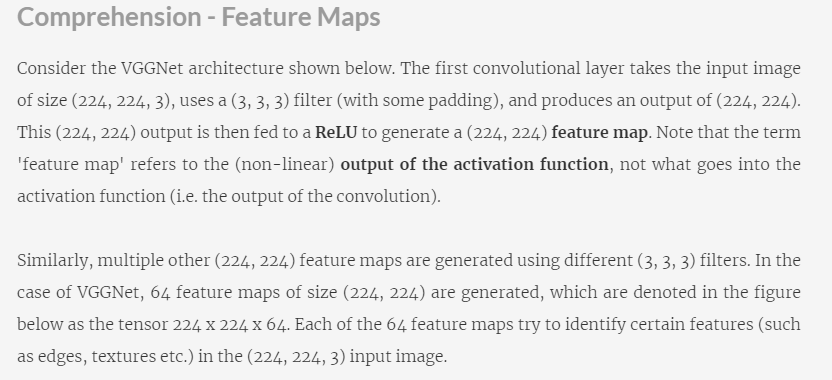 Comprehension - Feature Maps
Consider the VGGNet architecture shown below. The first convolutional layer takes the input image
of size (224, 224, 3), uses a (3, 3, 3) filter (with some padding), and produces an output of (224, 224).
This (224, 224) output is then fed to a ReLU to generate a (224, 224) feature map. Note that the term
'feature map' refers to the (non-linear) output of the activation function, not what goes into the
activation function (i.e. the output of the convolution).
Similarly, multiple other (224, 224) feature maps are generated using different (3, 3, 3) filters. In the
case of VGGNet, 64 feature maps of size (224, 224) are generated, which are denoted in the figure
below as the tensor 224 x 224 x 64. Each of the 64 feature maps try to identify certain features (such
as edges, textures etc.) in the (224, 224, 3) input image.